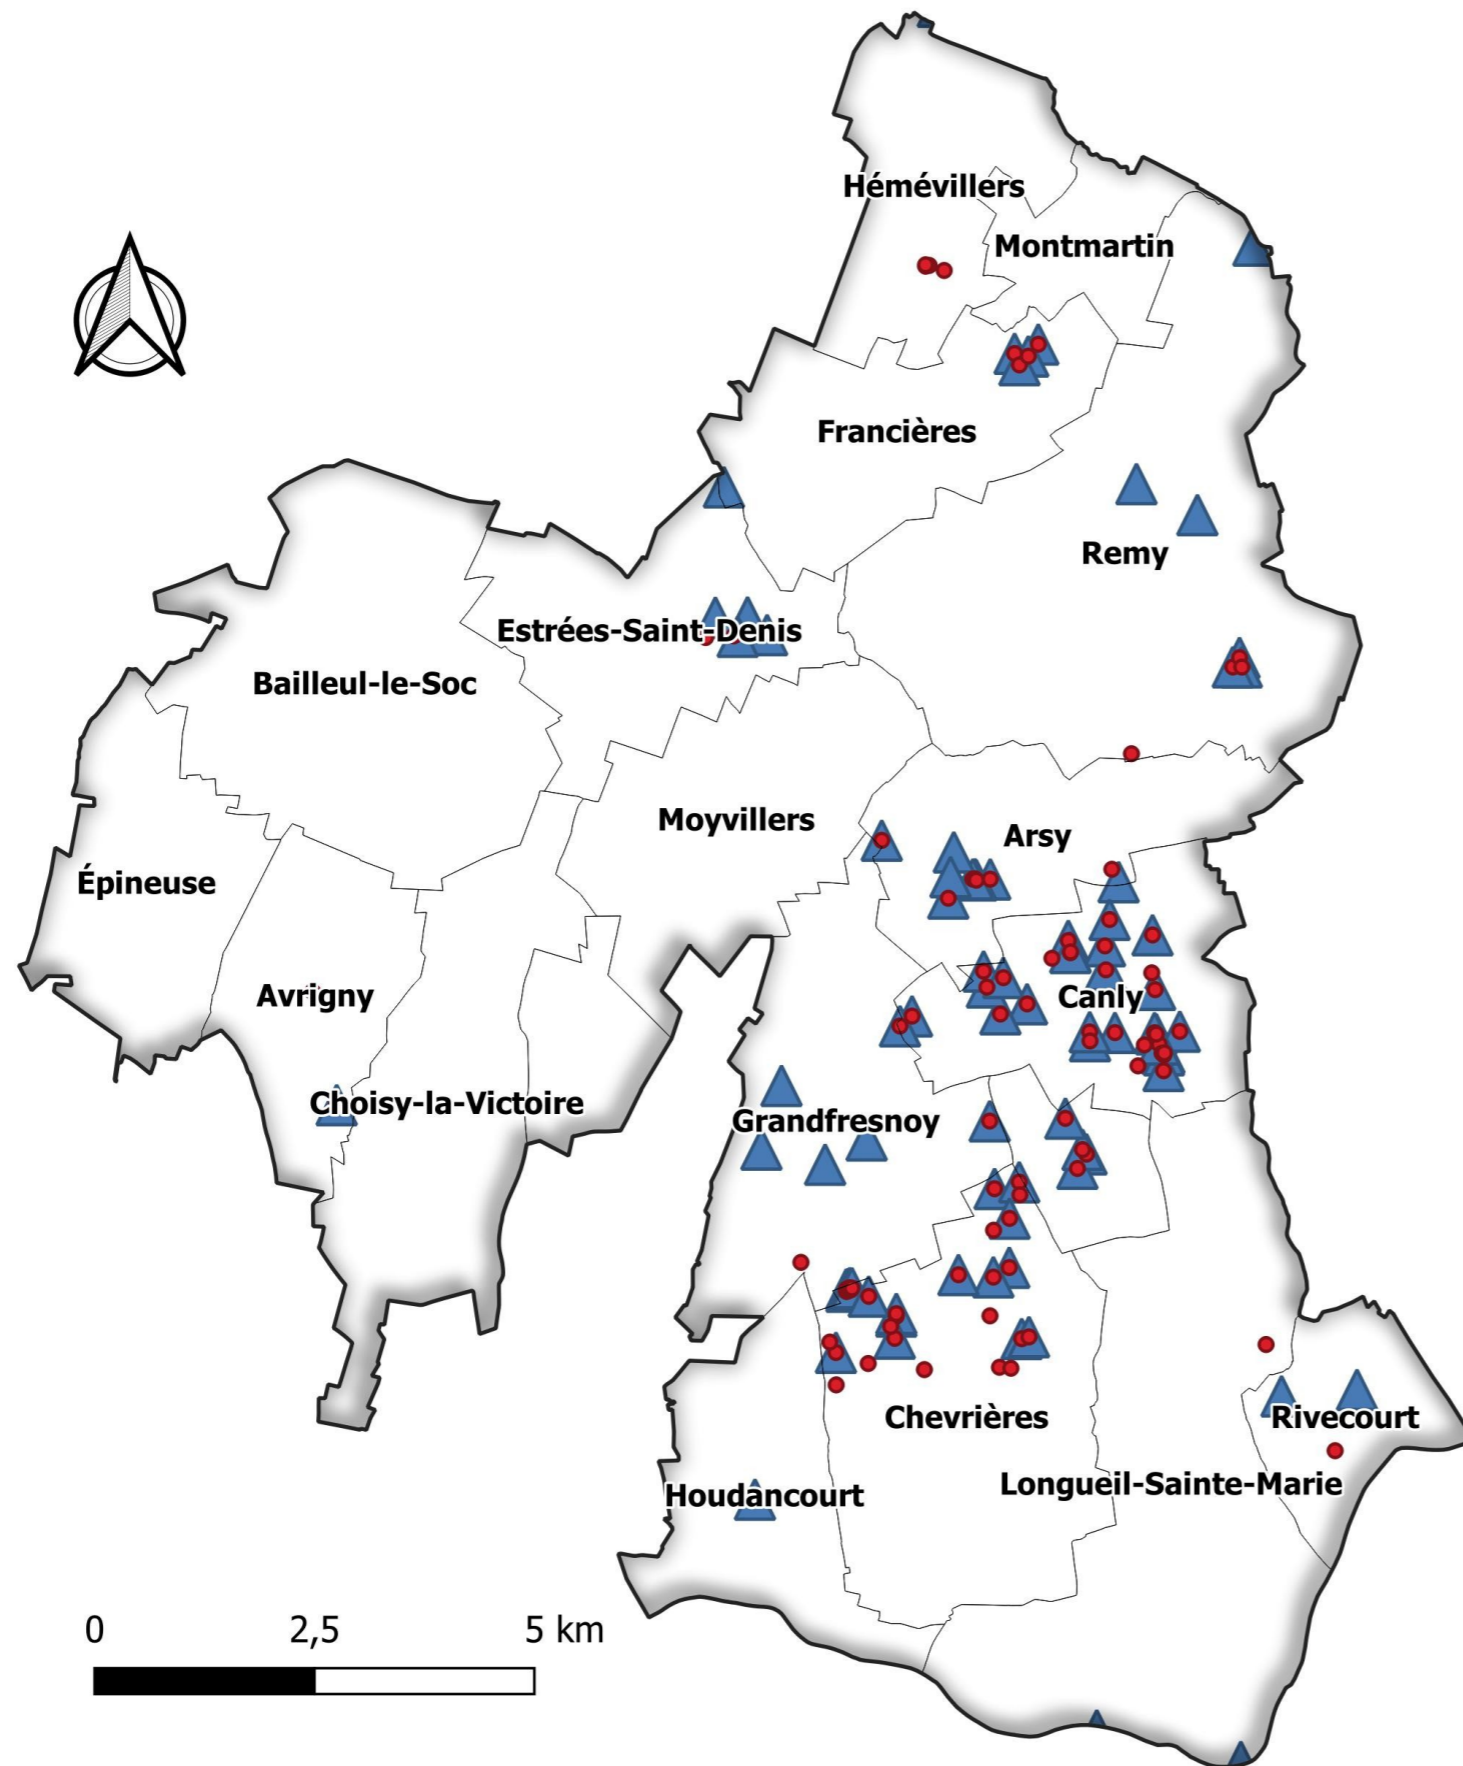 Hémévillers
Montmartin
Francières
Remy
Estrées-Saint-Denis
Bailleul-le-Soc
Moyvillers
Arsy
Épineuse
Avrigny
Canly
Choisy-la-Victoire
Grandfresnoy
Chevrières
Rivecourt
Longueil-Sainte-Marie
Houdancourt
0 2,5 5 km